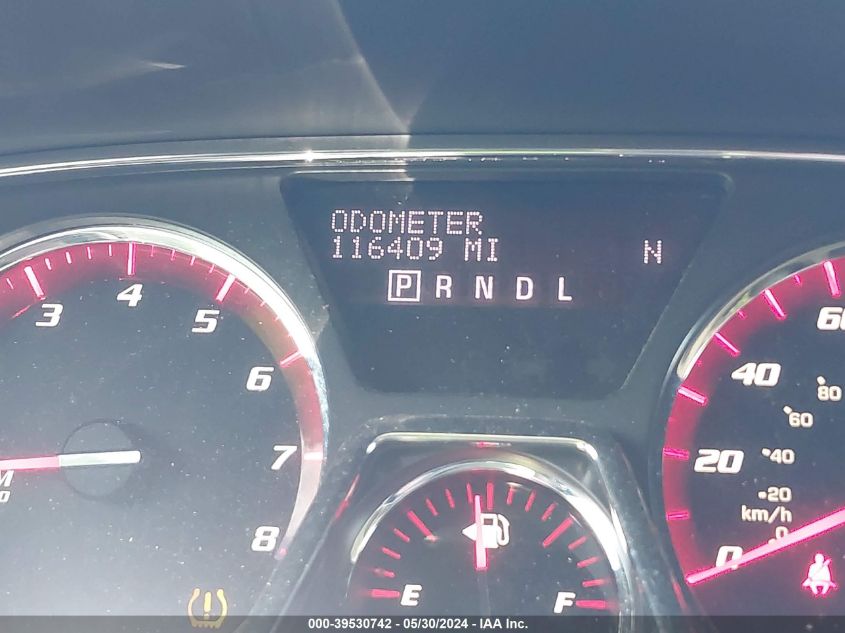 ODOMETER
116409 MI N
P R N D L
3 4 5 6 7 8
60 40 20 0
80 60 40 20 0
km/h
E F
000-39530742 / 05/30/2024 - IAA Inc.